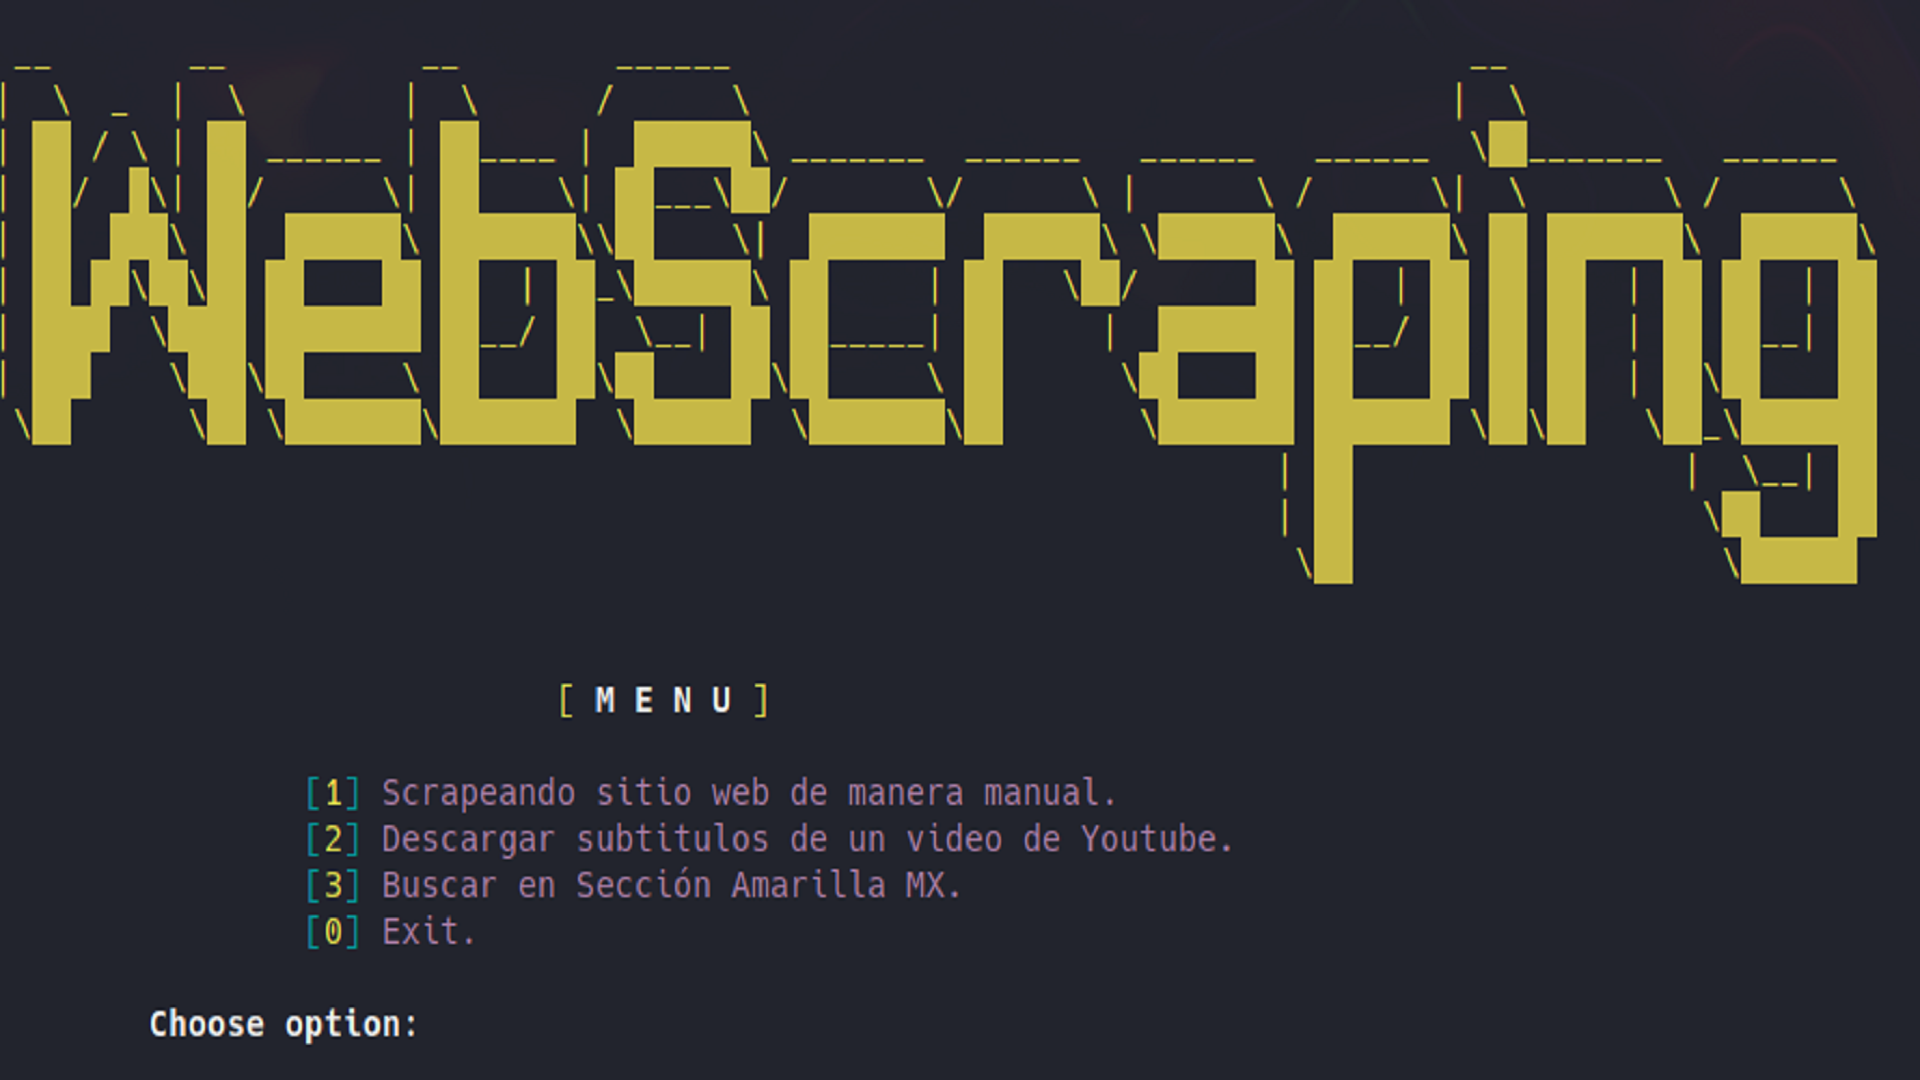 WebScraping
[ M E N U ]
[1] Scrapeando sitio web de manera manual.
[2] Descargar subtitulos de un video de Youtube.
[3] Buscar en Sección Amarilla MX.
[0] Exit.
Choose option: